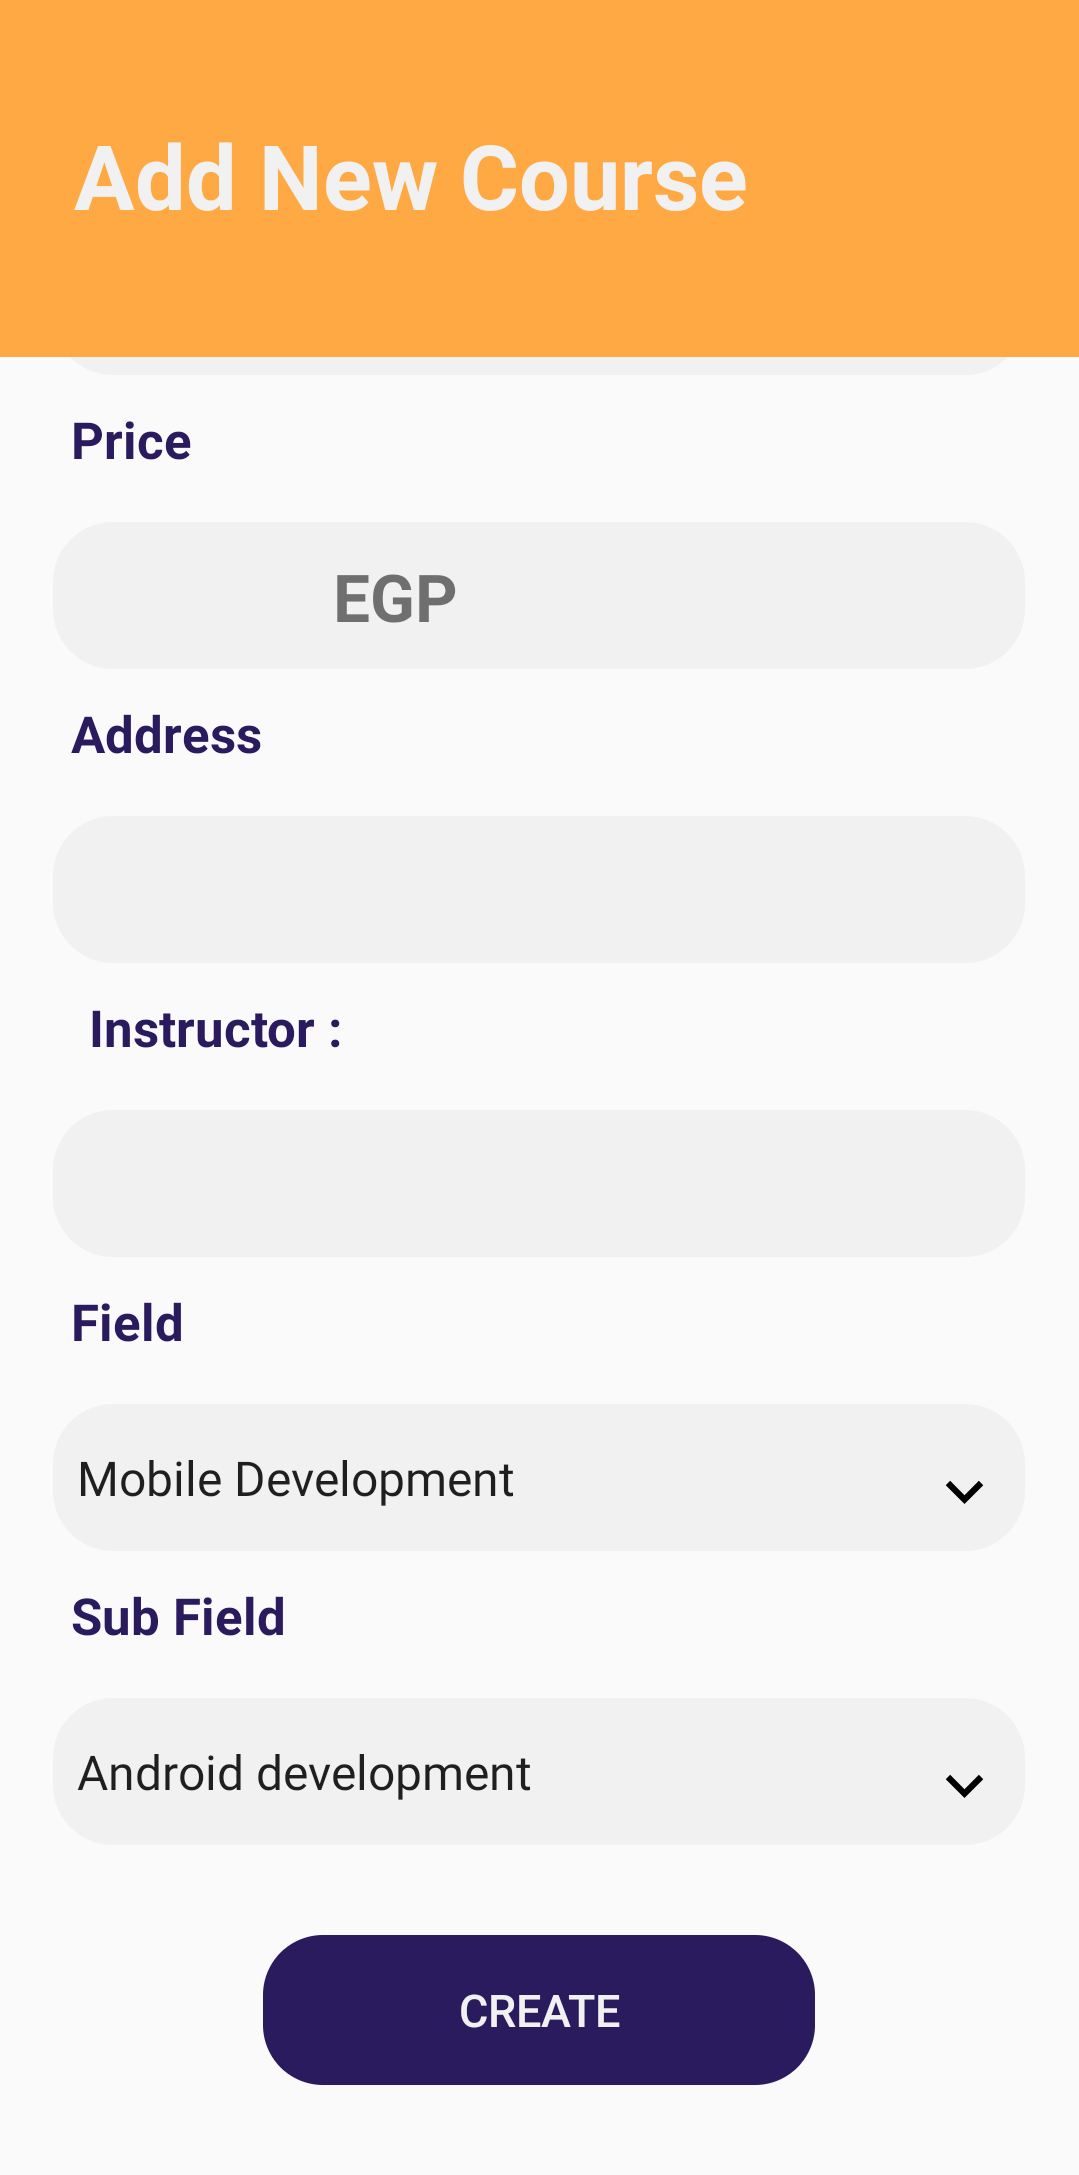 Add New Course
Price
EGP
Address
Instructor :
Field
Mobile Development
Sub Field
Android development
CREATE